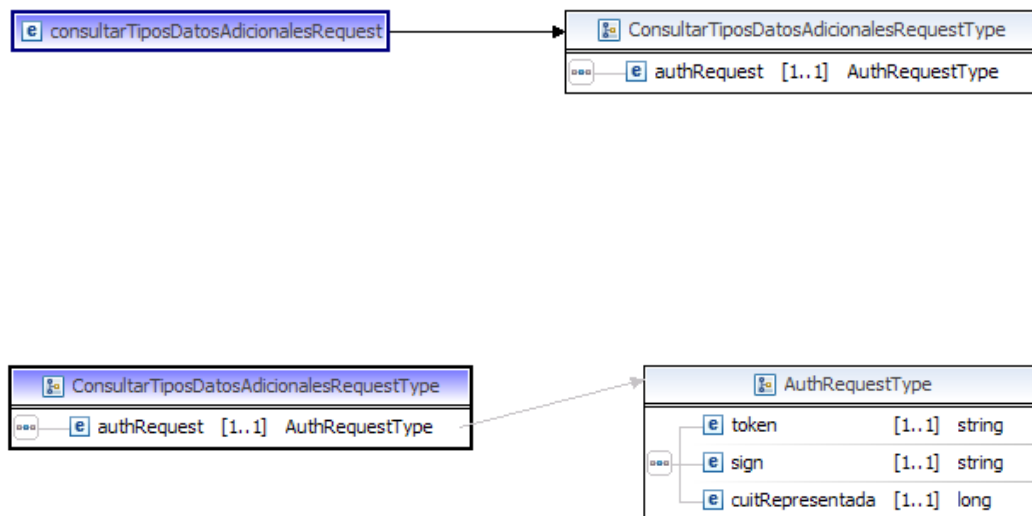 e consultarTiposDatosAdicionalesRequest
ConsultarTiposDatosAdicionalesRequestType
e authRequest [1..1] AuthRequestType
ConsultarTiposDatosAdicionalesRequestType
e authRequest [1..1] AuthRequestType
AuthRequestType
e token [1..1] string
e sign [1..1] string
e cuitRepresentada [1..1] long